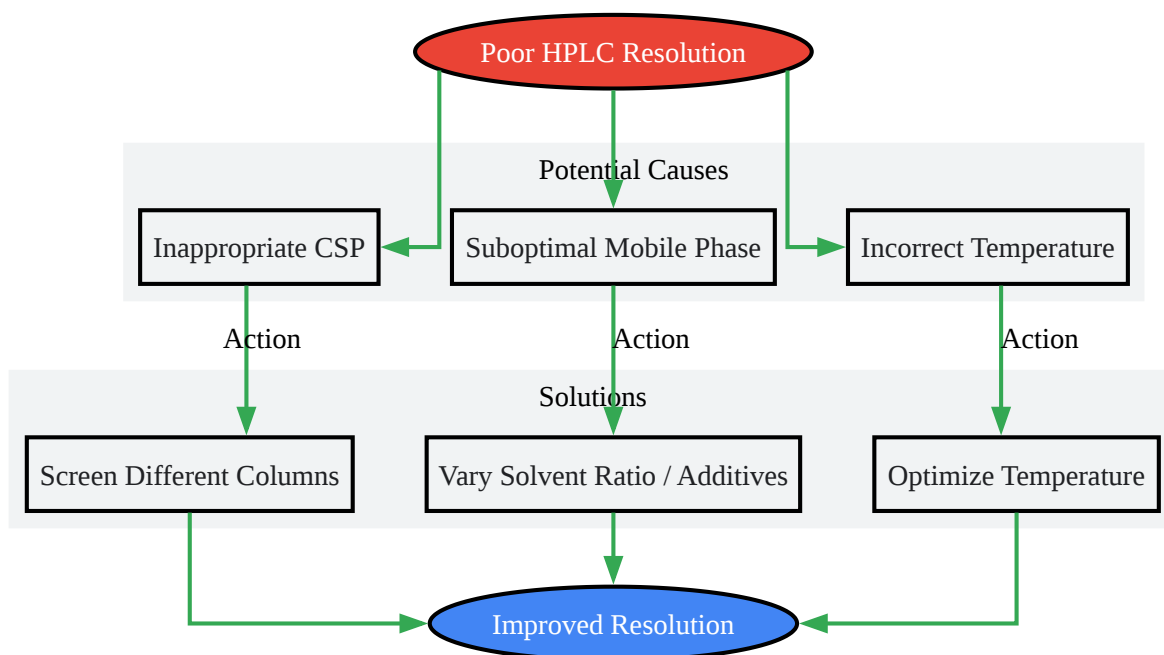 Poor HPLC Resolution
Potential Causes
Inappropriate CSP
Suboptimal Mobile Phase
Incorrect Temperature
Action
Action
Action
Solutions
Screen Different Columns
Vary Solvent Ratio / Additives
Optimize Temperature
Improved Resolution